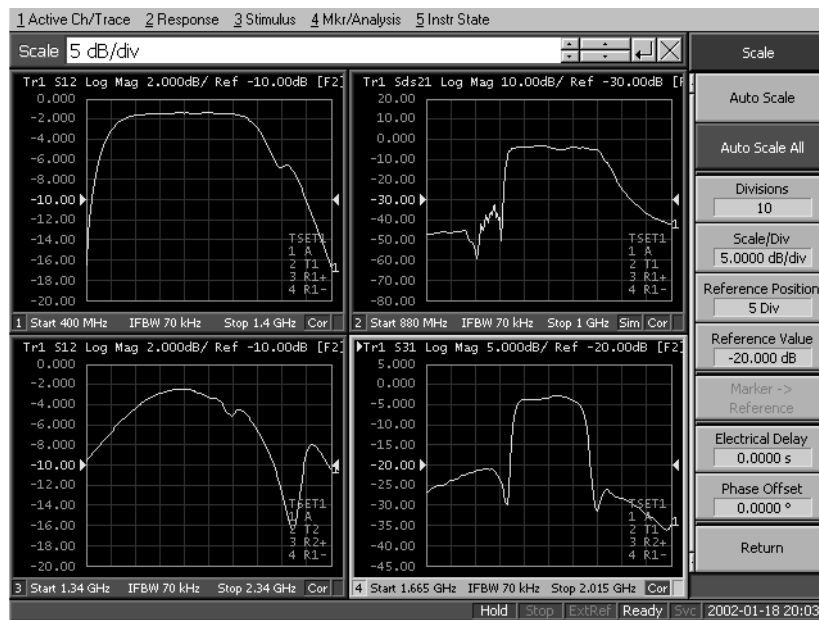 1 Active Ch/Trace 2 Response 3 Stimulus 4 Mkr/Analysis 5 Instr State
Scale 5 dB/div
Scale
Auto Scale
Auto Scale All
Divisions
10
Scale/Div
5.0000 dB/div
Reference Position
5 Div
Reference Value
-20.000 dB
Marker ->
Reference
Electrical Delay
0.0000 s
Phase Offset
0.0000 °
Return
Tr1 S12 Log Mag 2.000dB/ Ref -10.00dB [F2]
0.000
-2.000
-4.000
-6.000
-8.000
-10.00
-12.00
-14.00
-16.00
-18.00
-20.00
TSET1
1 A
2 T1
3 R1+
4 R1-
1
1 Start 400 MHz IFBW 70 kHz Stop 1.4 GHz Cor
Tr1 Sds21 Log Mag 10.00dB/ Ref -30.00dB [F
20.00
10.00
0.000
-10.00
-20.00
-30.00
-40.00
-50.00
-60.00
-70.00
-80.00
TSET1
1 A
2 T1
3 R1+
4 R1-
1
2 Start 880 MHz IFBW 70 kHz Stop 1 GHz Sim Cor
Tr1 S12 Log Mag 2.000dB/ Ref -10.00dB [F2]
0.000
-2.000
-4.000
-6.000
-8.000
-10.00
-12.00
-14.00
-16.00
-18.00
-20.00
TSET1
1 A
2 T2
3 R2+
4 R1-
1
3 Start 1.34 GHz IFBW 70 kHz Stop 2.34 GHz Cor
Tr1 S31 Log Mag 5.000dB/ Ref -20.00dB [F2]
5.000
0.000
-5.000
-10.00
-15.00
-20.00
-25.00
-30.00
-35.00
-40.00
-45.00
TSET1
1 A
2 T2
3 R2+
4 R1-
1
4 Start 1.665 GHz IFBW 70 kHz Stop 2.015 GHz Cor
Hold Stop ExtRef Ready Svc 2002-01-18 20:03